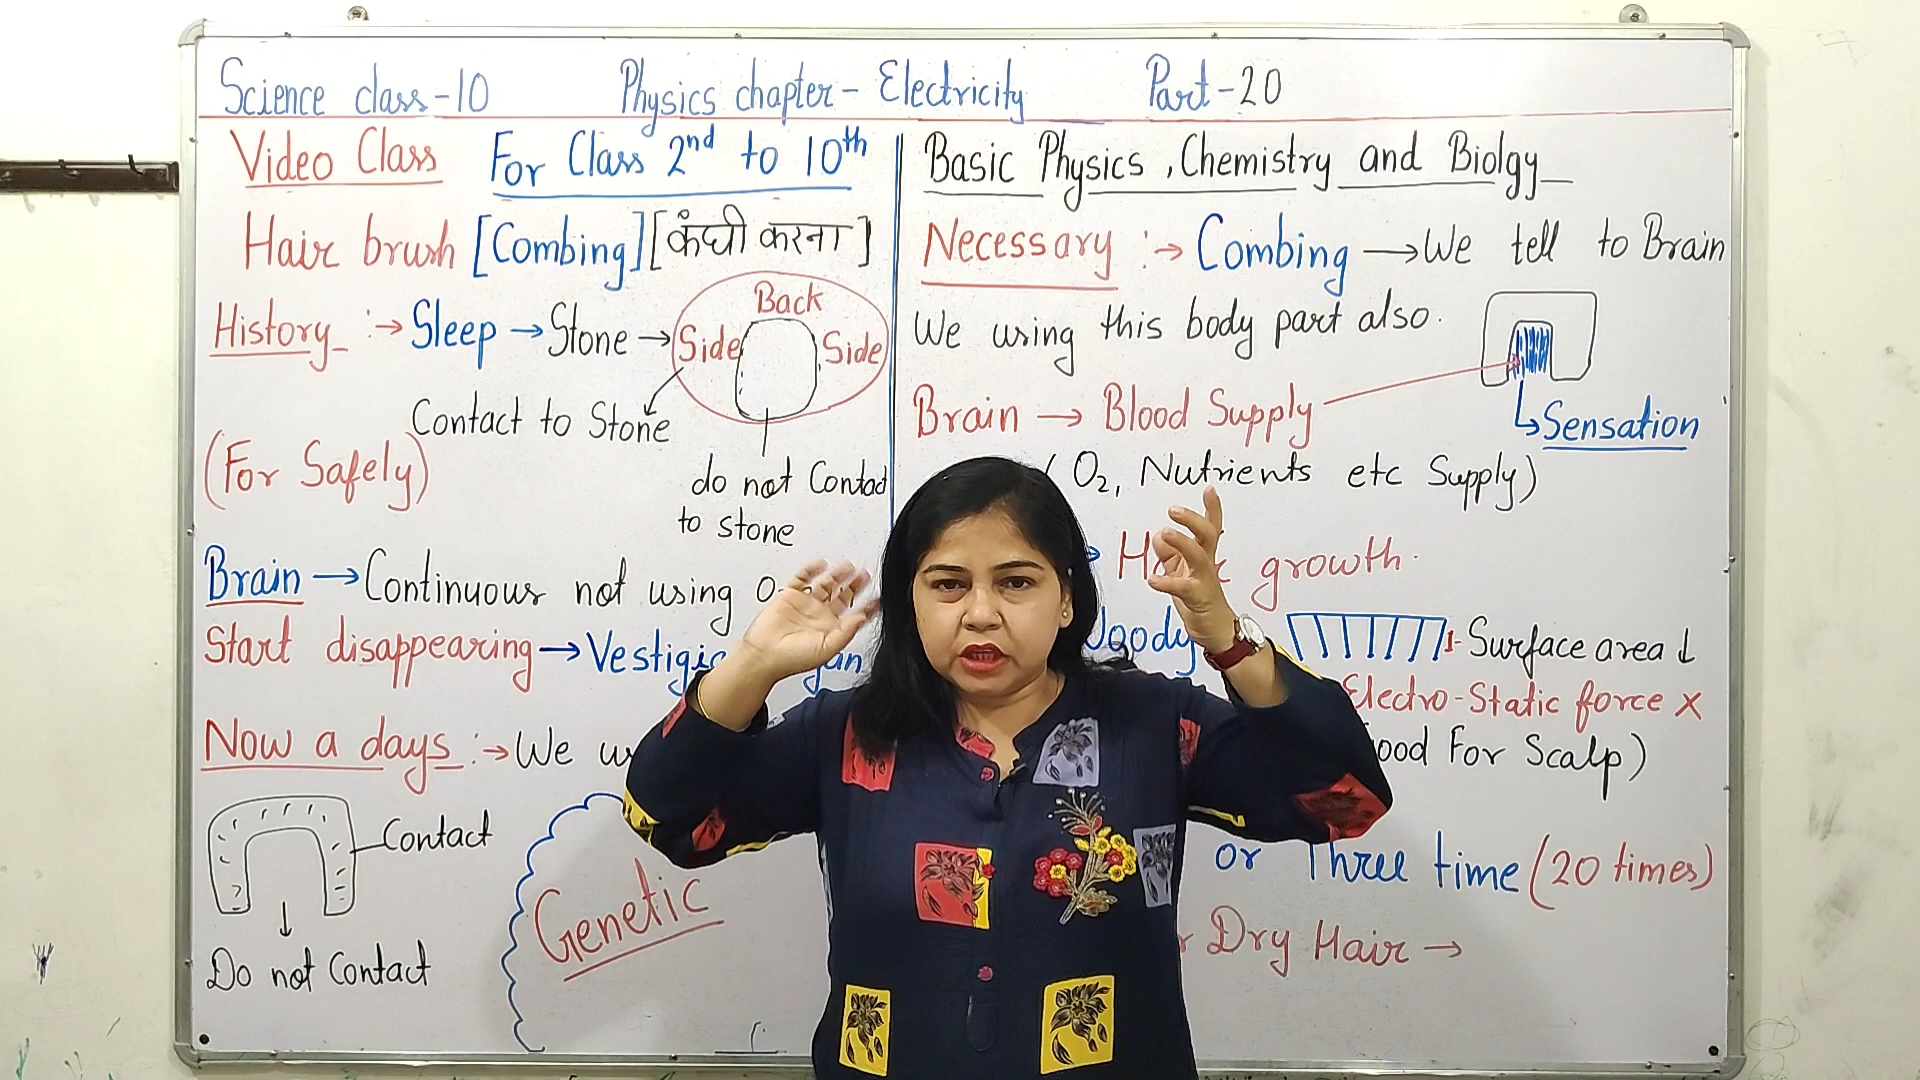 Science class-10 Physics chapter- Electricity Part-20
Video Class For Class 2nd to 10th
Hair brush [Combing] [कंघी करना]
History :→ Sleep → Stone →
Back
Side Side
Contact to Stone
(For Safely)
do not Contact
to stone
Brain → Continuous not using
Start disappearing →
Now a days :→ We
Contact
Do not Contact
Genetic
Basic Physics, Chemistry and Biolgy
Necessary :→ Combing → We tell to Brain
We using this body part also.
Brain → Blood Supply
Sensation
(O2, Nutrients etc Supply)
growth.
Surface area ↓
Electro-Static force x
For Scalp)
or Three time (20 times)
Dry Hair →